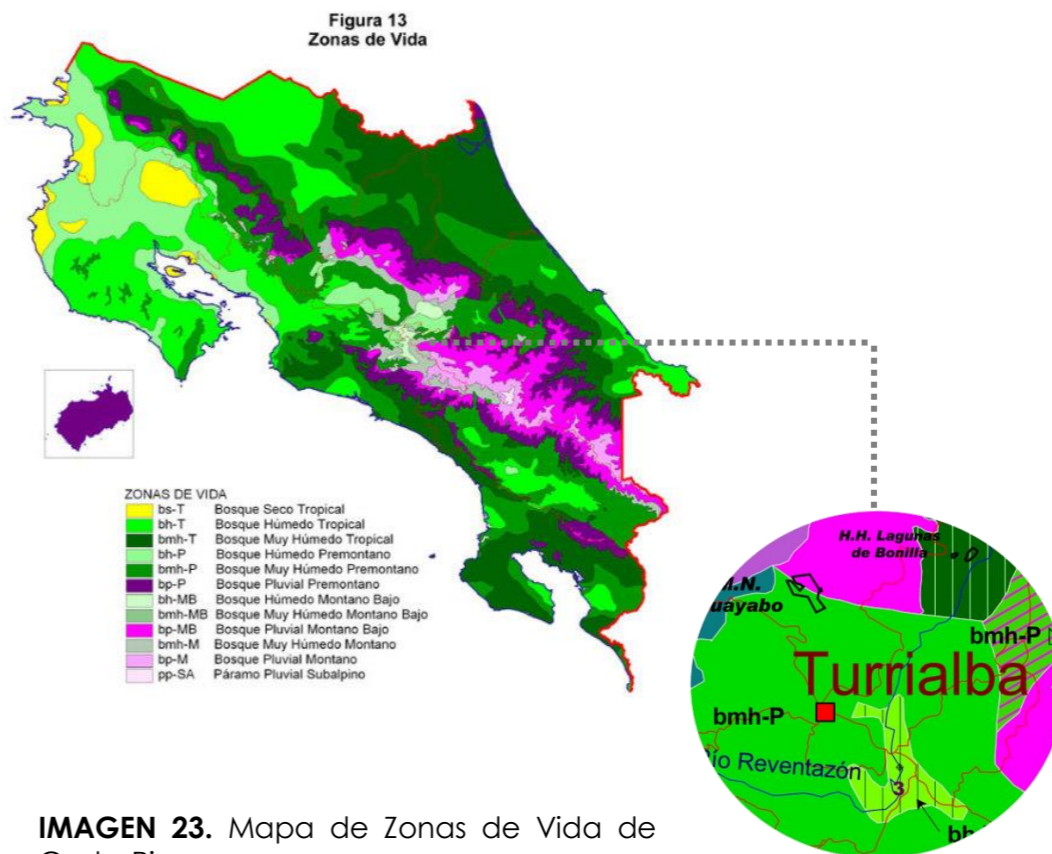 Figura 13
Zonas de Vida
ZONAS DE VIDA
bs-T Bosque Seco Tropical
bh-T Bosque Húmedo Tropical
bmh-T Bosque Muy Húmedo Tropical
bh-P Bosque Húmedo Premontano
bmh-P Bosque Muy Húmedo Premontano
bp-P Bosque Pluvial Premontano
bh-MB Bosque Húmedo Montano Bajo
bmh-MB Bosque Muy Húmedo Montano Bajo
bp-MB Bosque Pluvial Montano Bajo
bmh-M Bosque Muy Húmedo Montano
bp-M Bosque Pluvial Montano
pp-SA Páramo Pluvial Subalpino
H.H. Lagunas
de Bonilla
.N.
uayabo
bmh-P
Turrialba
bmh-P
ío Reventazón
3
bh
IMAGEN 23. Mapa de Zonas de Vida de